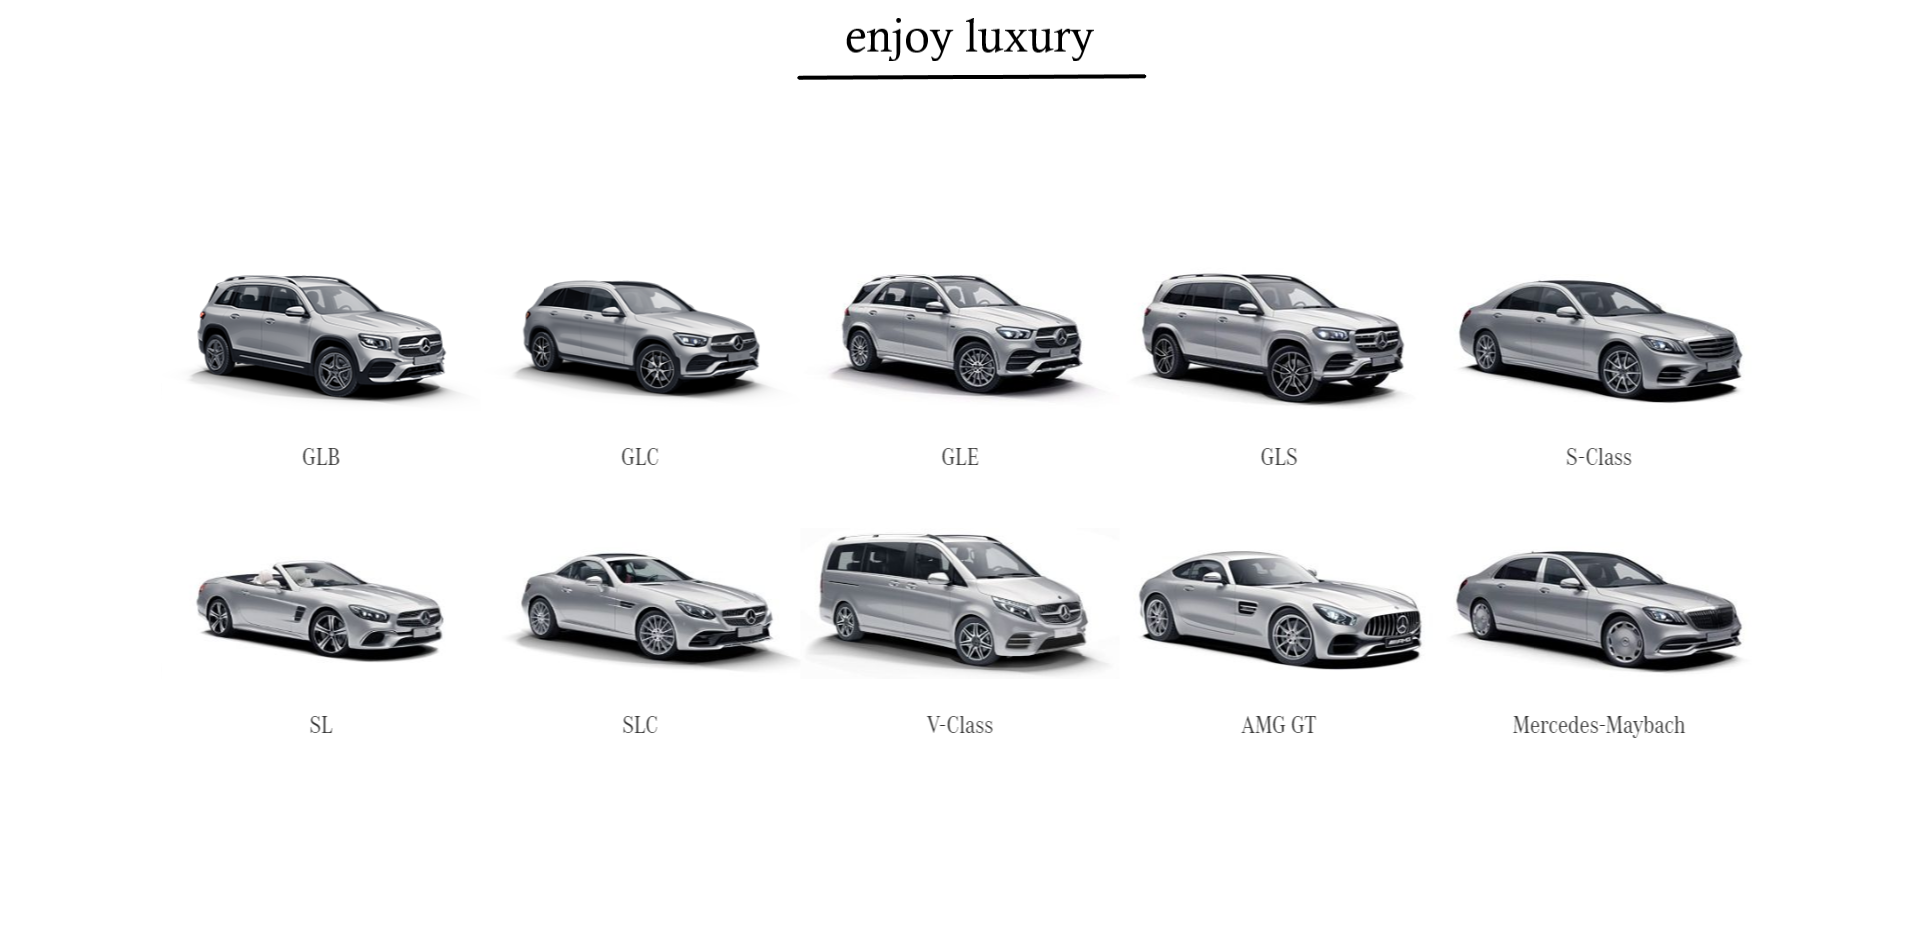 enjoy luxury
GLB
GLC
GLE
GLS
S-Class
SL
SLC
V-Class
AMG GT
Mercedes-Maybach